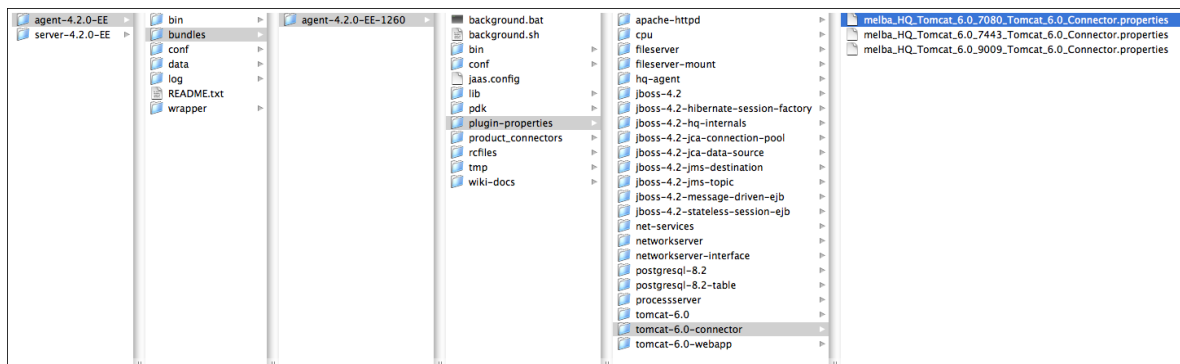 agent-4.2.0-EE
server-4.2.0-EE
bin
bundles
conf
data
log
README.txt
wrapper
agent-4.2.0-EE-1260
background.bat
background.sh
bin
conf
jaas.config
lib
pdk
plugin-properties
product_connectors
rcfiles
tmp
wiki-docs
apache-httpd
cpu
fileserver
fileserver-mount
hq-agent
jboss-4.2
jboss-4.2-hibernate-session-factory
jboss-4.2-hq-internals
jboss-4.2-jca-connection-pool
jboss-4.2-jca-data-source
jboss-4.2-jms-destination
jboss-4.2-jms-topic
jboss-4.2-message-driven-ejb
jboss-4.2-stateless-session-ejb
net-services
networkserver
networkserver-interface
postgresql-8.2
postgresql-8.2-table
processserver
tomcat-6.0
tomcat-6.0-connector
tomcat-6.0-webapp
melba_HQ_Tomcat_6.0_7080_Tomcat_6.0_Connector.properties
melba_HQ_Tomcat_6.0_7443_Tomcat_6.0_Connector.properties
melba_HQ_Tomcat_6.0_9009_Tomcat_6.0_Connector.properties